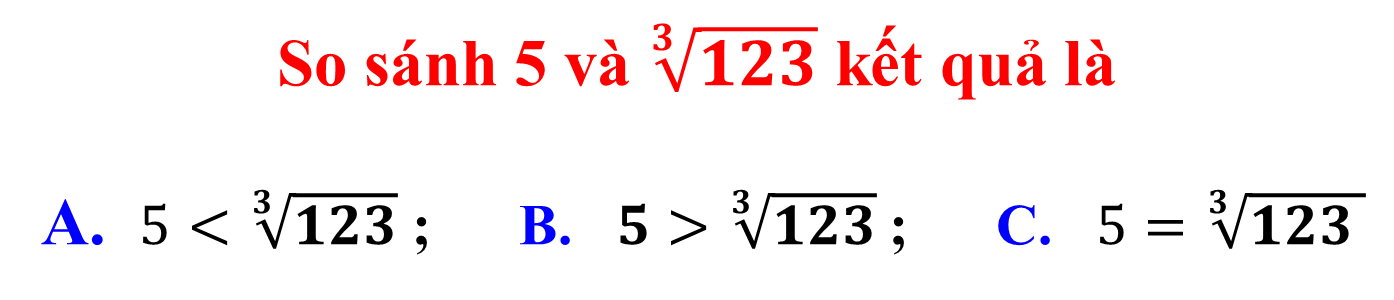 So sánh 5 và ∛123 kết quả là
A. 5 < ∛123 ; B. 5 > ∛123 ; C. 5 = ∛123